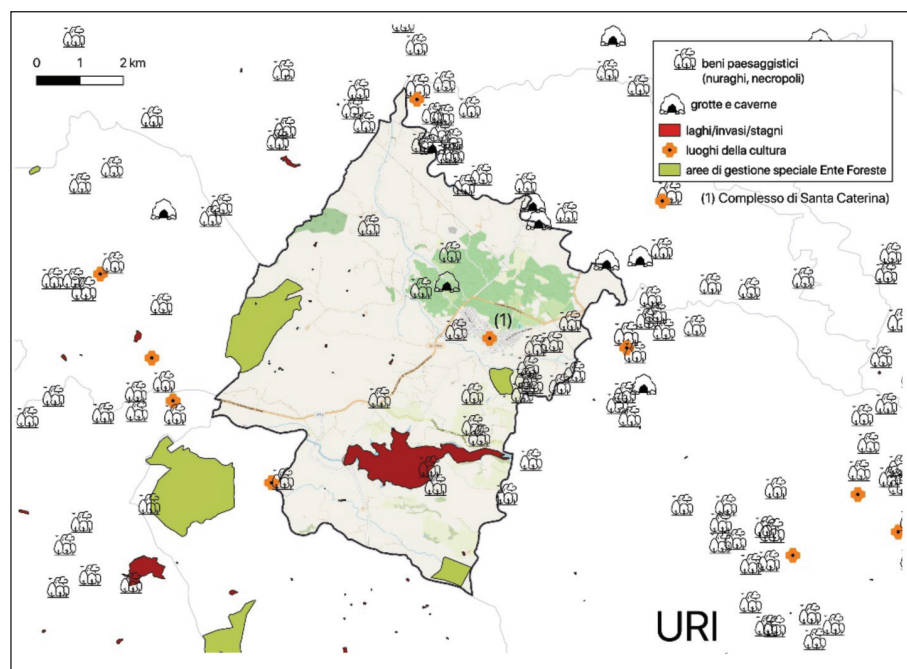 0 1 2 km
beni paesaggistici
(nuraghi, necropoli)
grotte e caverne
laghi/invasi/stagni
luoghi della cultura
aree di gestione speciale Ente Foreste
(1) Complesso di Santa Caterina)
(1)
URI